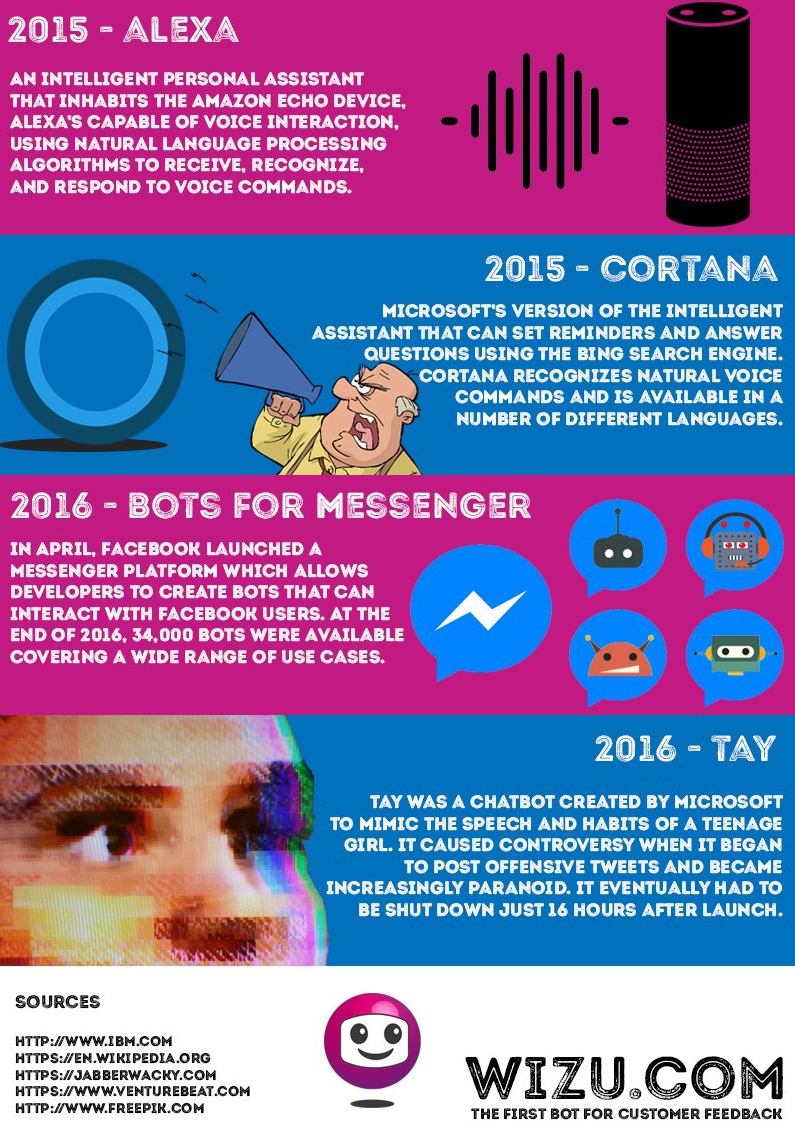 2015 - ALEXA
AN INTELLIGENT PERSONAL ASSISTANT
THAT INHABITS THE AMAZON ECHO DEVICE,
ALEXA'S CAPABLE OF VOICE INTERACTION,
USING NATURAL LANGUAGE PROCESSING
ALGORITHMS TO RECEIVE, RECOGNIZE,
AND RESPOND TO VOICE COMMANDS.
2015 - CORTANA
MICROSOFT'S VERSION OF THE INTELLIGENT
ASSISTANT THAT CAN SET REMINDERS AND ANSWER
QUESTIONS USING THE BING SEARCH ENGINE.
CORTANA RECOGNIZES NATURAL VOICE
COMMANDS AND IS AVAILABLE IN A
NUMBER OF DIFFERENT LANGUAGES.
2016 - BOTS FOR MESSENGER
IN APRIL, FACEBOOK LAUNCHED A
MESSENGER PLATFORM WHICH ALLOWS
DEVELOPERS TO CREATE BOTS THAT CAN
INTERACT WITH FACEBOOK USERS. AT THE
END OF 2016, 34,000 BOTS WERE AVAILABLE
COVERING A WIDE RANGE OF USE CASES.
2016 - TAY
TAY WAS A CHATBOT CREATED BY MICROSOFT
TO MIMIC THE SPEECH AND HABITS OF A TEENAGE
GIRL. IT CAUSED CONTROVERSY WHEN IT BEGAN
TO POST OFFENSIVE TWEETS AND BECAME
INCREASINGLY PARANOID. IT EVENTUALLY HAD TO
BE SHUT DOWN JUST 16 HOURS AFTER LAUNCH.
SOURCES
HTTP://WWW.IBM.COM
HTTPS://EN.WIKIPEDIA.ORG
HTTPS://JABBERWACKY.COM
HTTPS://WWW.VENTUREBEAT.COM
HTTP://WWW.FREEPIK.COM
WIZU.COM
THE FIRST BOT FOR CUSTOMER FEEDBACK